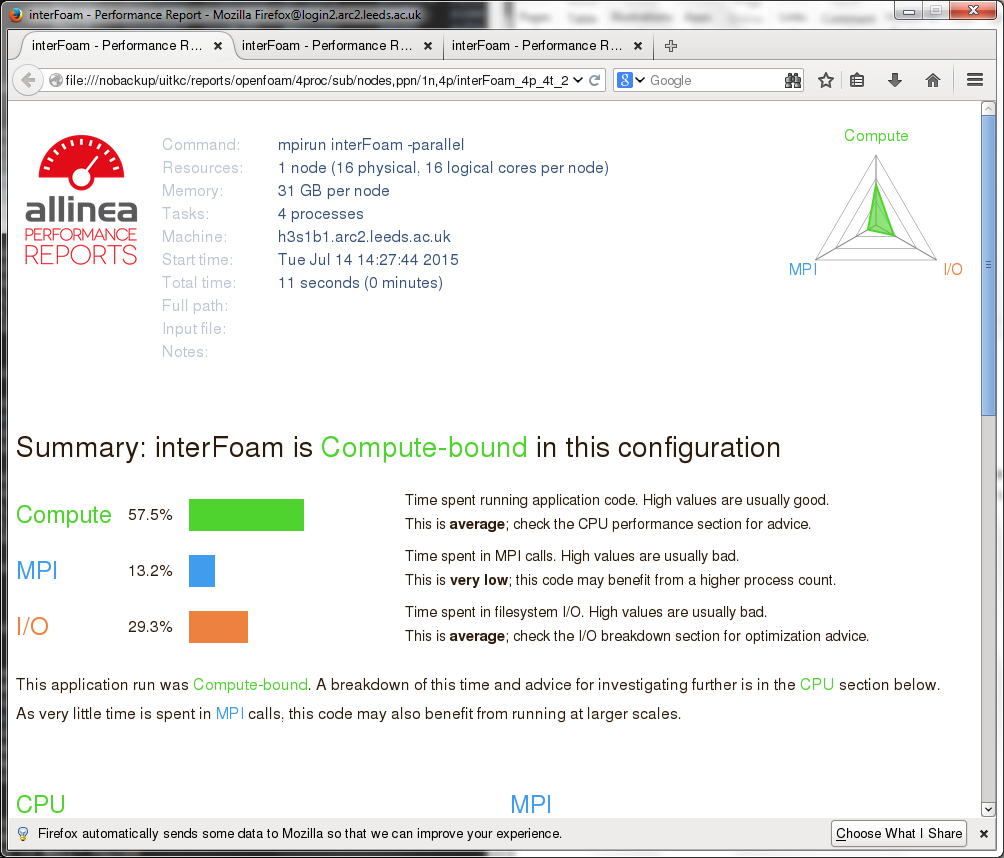 interFoam - Performance Report - Mozilla Firefox@login2.arc2.leeds.ac.uk
interFoam - Performance R... × interFoam - Performance R... × interFoam - Performance R... ×
file:///nobackup/uitkc/reports/openfoam/4proc/sub/nodes,ppn/1n,4p/interFoam_4p_4t_2 Google
allinea
PERFORMANCE
REPORTS
Command: mpirun interFoam -parallel
Resources: 1 node (16 physical, 16 logical cores per node)
Memory: 31 GB per node
Tasks: 4 processes
Machine: h3s1b1.arc2.leeds.ac.uk
Start time: Tue Jul 14 14:27:44 2015
Total time: 11 seconds (0 minutes)
Full path:
Input file:
Notes:
Compute
MPI I/O
Summary: interFoam is Compute-bound in this configuration
Compute 57.5% Time spent running application code. High values are usually good.
This is average; check the CPU performance section for advice.
MPI 13.2% Time spent in MPI calls. High values are usually bad.
This is very low; this code may benefit from a higher process count.
I/O 29.3% Time spent in filesystem I/O. High values are usually bad.
This is average; check the I/O breakdown section for optimization advice.
This application run was Compute-bound. A breakdown of this time and advice for investigating further is in the CPU section below.
As very little time is spent in MPI calls, this code may also benefit from running at larger scales.
CPU MPI
Firefox automatically sends some data to Mozilla so that we can improve your experience. Choose What I Share